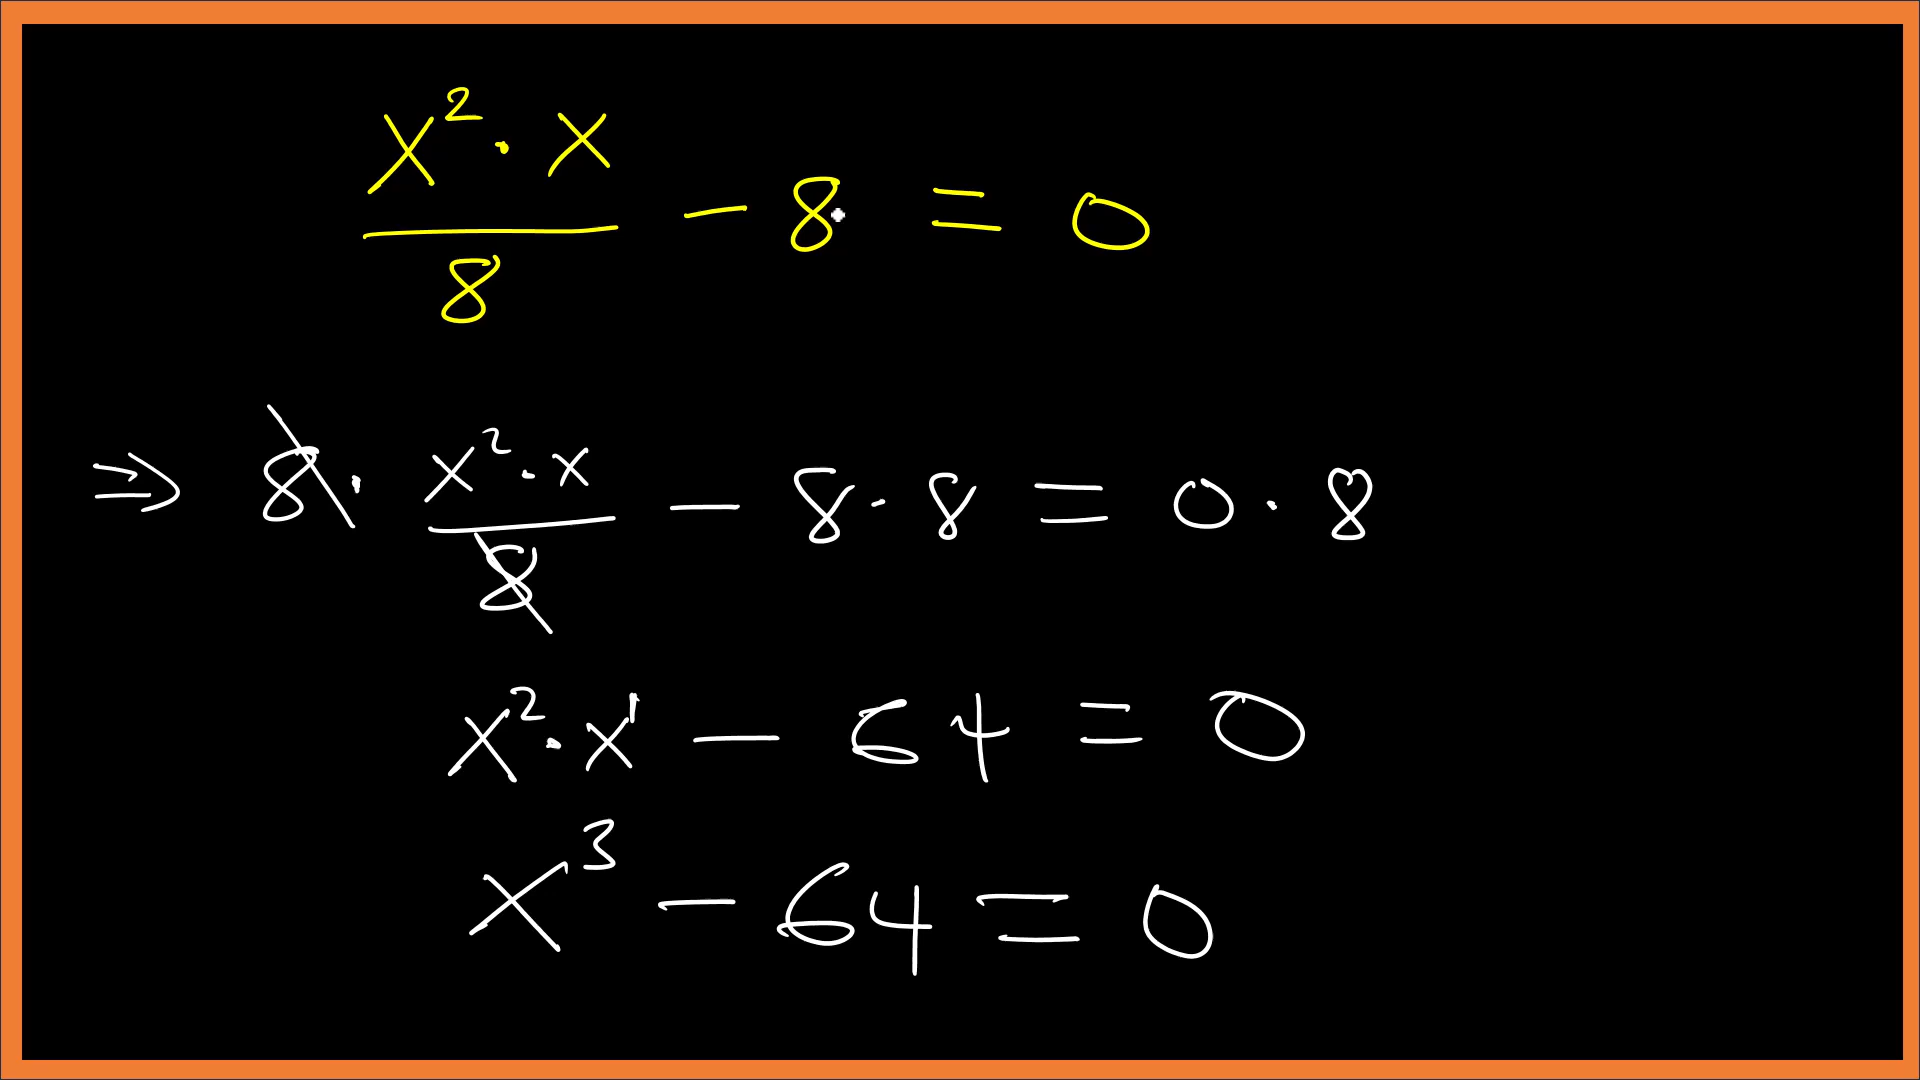 x²·x/8 - 8 = 0
⇒ 8· x²·x/8 - 8·8 = 0·8
x²·x¹ - 64 = 0
x³ - 64 = 0